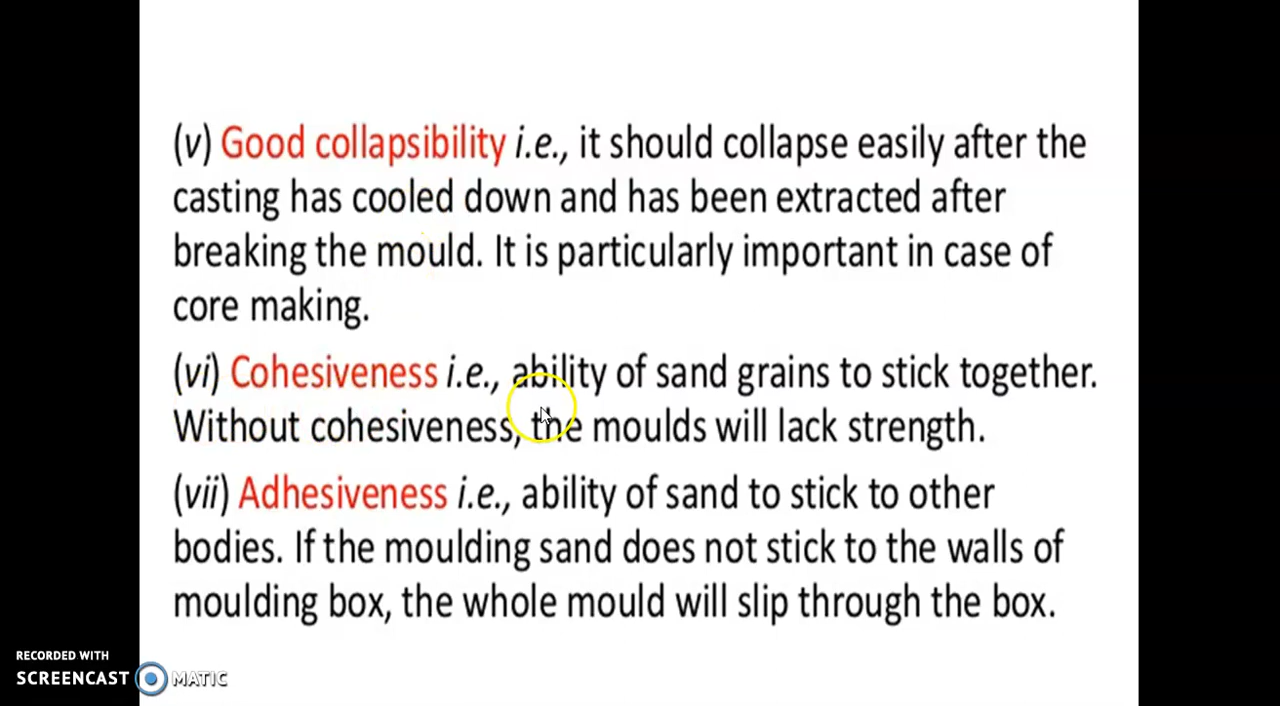 (v) Good collapsibility i.e., it should collapse easily after the
casting has cooled down and has been extracted after
breaking the mould. It is particularly important in case of
core making.
(vi) Cohesiveness i.e., ability of sand grains to stick together.
Without cohesiveness, the moulds will lack strength.
(vii) Adhesiveness i.e., ability of sand to stick to other
bodies. If the moulding sand does not stick to the walls of
moulding box, the whole mould will slip through the box.
RECORDED WITH
SCREENCAST MATIC